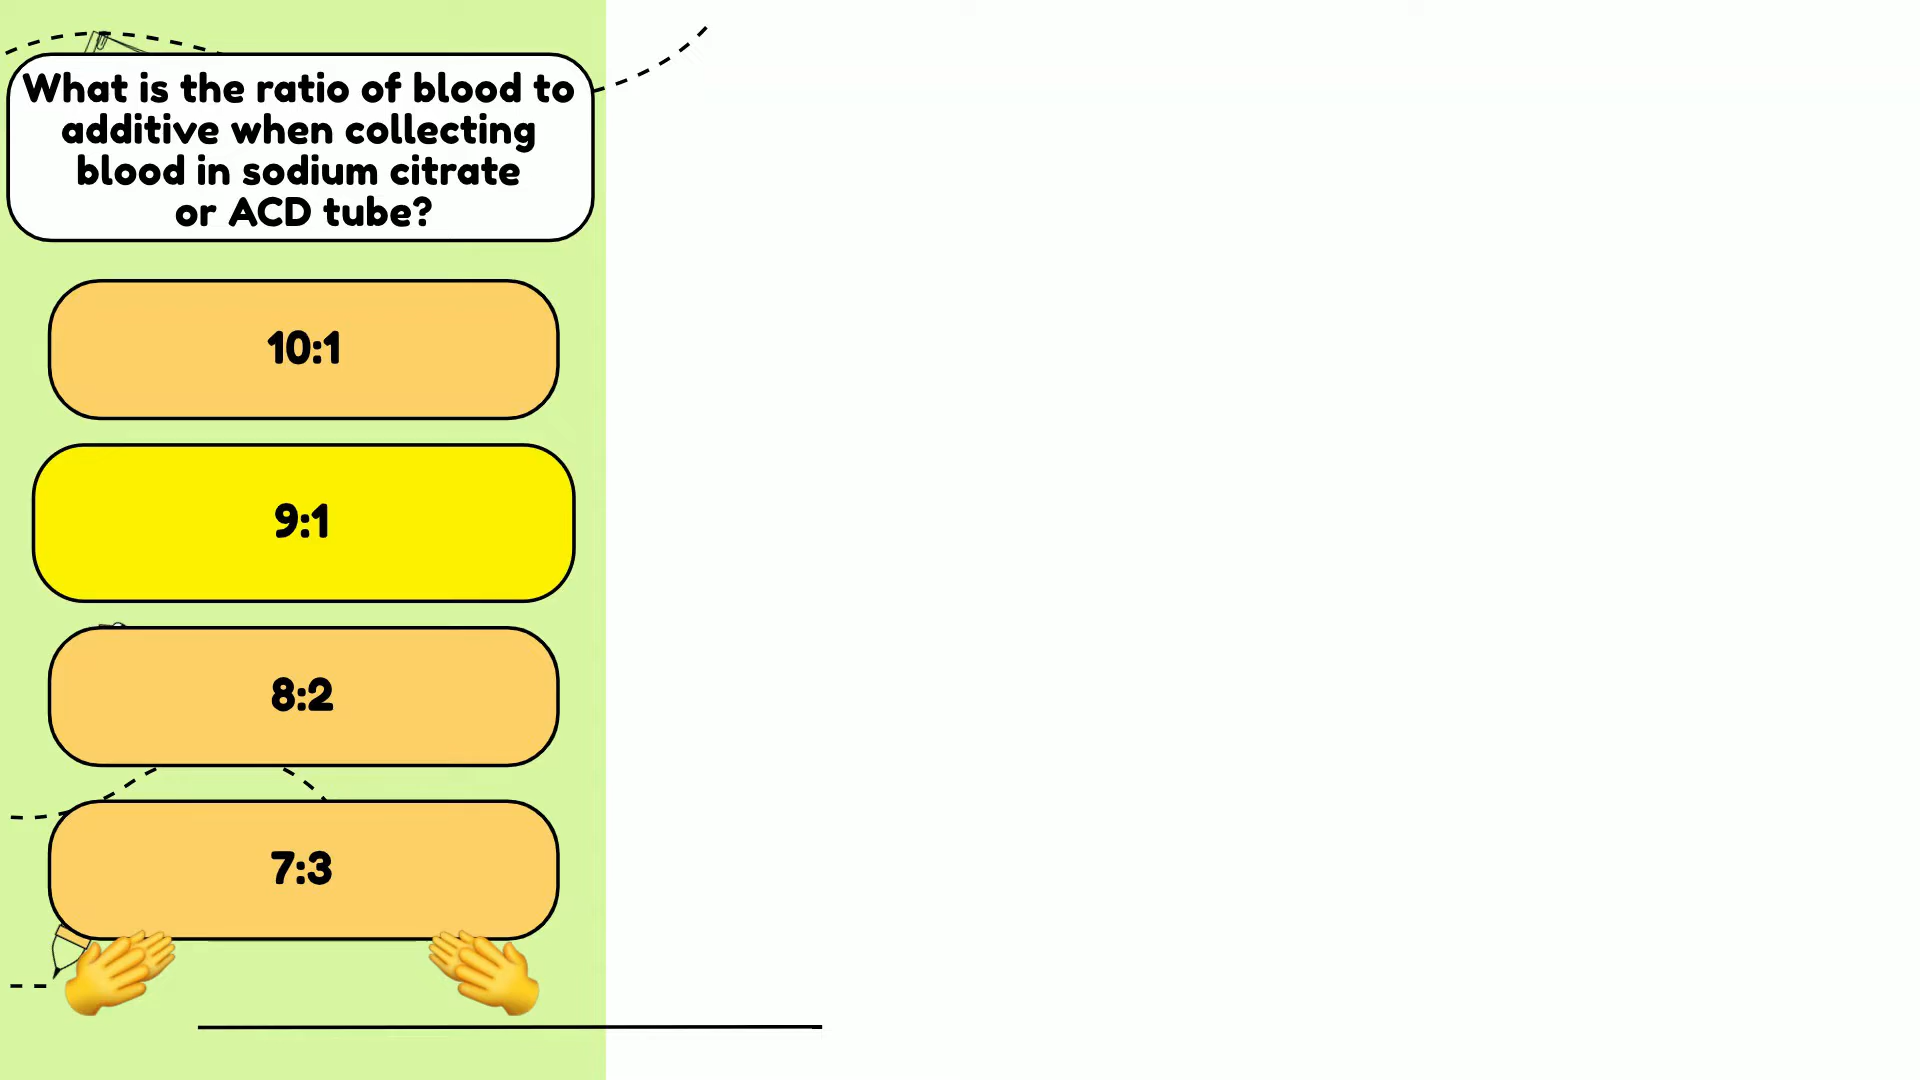 What is the ratio of blood to
additive when collecting
blood in sodium citrate
or ACD tube?
10:1
9:1
8:2
7:3